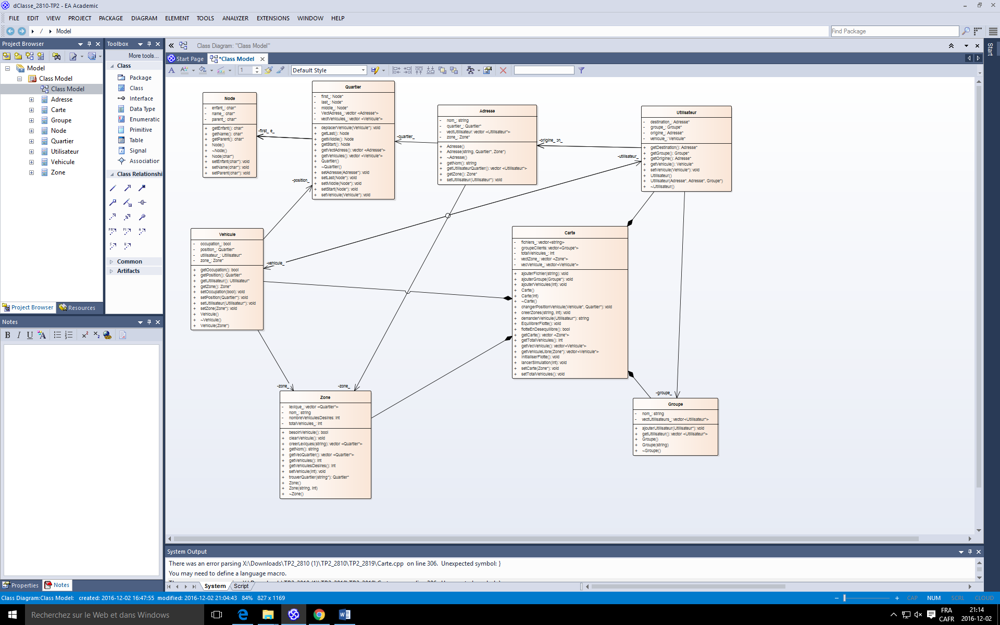 dClasse_2810-TP2 - EA Academic
FILE EDIT VIEW PROJECT PACKAGE DIAGRAM ELEMENT TOOLS ANALYZER EXTENSIONS WINDOW HELP
/ Model
Find Package
Project Browser
Model
Class Model
Class Model
Adresse
Carte
Groupe
Node
Quartier
Utilisateur
Vehicule
Zone
Project Browser Resources
Toolbox
More tools...
Class
Package
Class
Interface
Data Type
Enumeratic
Primitive
Table
Signal
Association
Class Relationshi
Common
Artifacts
Notes
B I U A
Properties Notes
Class Diagram: "Class Model"
Start Page *Class Model
1 Default Style
Start
Node
- enfant_: char*
- name_: char*
- parent_: char*
+ getEnfant(): char*
+ getName(): char*
+ getParent(): char*
+ Node()
+ ~Node()
+ Node(char*)
+ setEnfant(char*): void
+ setName(char*): void
+ setParent(char*): void
Quartier
- first_: Node*
- last_: Node*
- middle_: Node*
- VectAdress_: vector <Adresse*>
- vectVehicules_: vector <Vehicule*>
+ deplacerVehicule(Vehicule*): void
+ getLast(): Node
+ getMiddle(): Node
+ getStart(): Node
+ getVectAdress(): vector <Adresse*>
+ getVehicules(): vector <Vehicule*>
+ Quartier()
+ ~Quartier()
+ setAdresse(Adresse*): void
+ setLast(Node*): void
+ setMiddle(Node*): void
+ setStart(Node*): void
+ setVehicule(Vehicule*): void
Adresse
- nom_: string
- quartier_: Quartier*
- vectUtilisateur: vector <Utilisateur*>
- zone_: Zone*
+ Adresse()
+ Adresse(string, Quartier*, Zone*)
+ ~Adresse()
+ getNom(): string
+ getUtilisateurQuartier(): vector <Utilisateur*>
+ getZone(): Zone*
+ setUtilisateur(Utilisateur*): void
Utilisateur
- destination_: Adresse*
- groupe_: Groupe*
- origine_: Adresse*
- vehicule_: Vehicule*
+ getDestination(): Adresse*
+ getGroupe(): Groupe*
+ getOrigine(): Adresse*
+ getVehicule(): Vehicule*
+ setVehicule(Vehicule*): void
+ Utilisateur()
+ Utilisateur(Adresse*, Adresse*, Groupe*)
+ ~Utilisateur()
-first_ e_
-quartier_
-origine_ on_
-utilisateur_
-position_
-vehicule_
-zone_
-zone_
-groupe_
Vehicule
- occupation_: bool
- position_: Quartier*
- utilisateur_: Utilisateur*
- zone_: Zone*
+ getOccupation(): bool
+ getPosition(): Quartier*
+ getUtilisateur(): Utilisateur*
+ getZone(): Zone*
+ setOccupation(bool): void
+ setPosition(Quartier*): void
+ setUtilisateur(Utilisateur*): void
+ setZone(Zone*): void
+ Vehicule()
+ ~Vehicule()
+ Vehicule(Zone*)
Carte
- fichiers_: vector<string>
- groupeClients: vector<Groupe*>
- totalVehicules_: int
- vectZone_: vector <Zone*>
- vecVehicule_: vector<Vehicule*>
+ ajouterFichier(string): void
+ ajouterGroupe(Groupe*): void
+ ajouterVehicules(int): void
+ Carte()
+ Carte(int)
+ ~Carte()
+ changerPositionVehicule(Vehicule*, Quartier*): void
+ creerZones(string, int): void
+ demanderVehicule(Utilisateur*): string
+ EquilibrerFlotte(): void
+ flotteEnDesequilibre(): bool
+ getCarte(): vector <Zone*>
+ getTotalVehicules(): int
+ getVecVehicule(): vector<Vehicule*>
+ getVehiculeLibre(Zone*): vector<Vehicule*>
+ initialiserFlotte(): void
+ lancerSimulation(int): void
+ setCarte(Zone*): void
+ setTotalVehicules(): void
Zone
- lexique_: vector <Quartier*>
- nom_: string
- nombreVehiculesDesires: int
- totalVehicules_: int
+ besoinVehicule(): bool
+ clearVehicule(): void
+ creerLexiques(string): vector <Quartier*>
+ getNom(): string
+ getVecQuartier(): vector <Quartier*>
+ getVehicules(): int
+ getVehiculesDesires(): int
+ setVehicule(int): void
+ trouverQuartier(string*): Quartier*
+ Zone()
+ Zone(string, int)
+ ~Zone()
Groupe
- nom_: string
- vectUtilisateurs_: vector<Utilisateur*>
+ ajouterUtilisateur(Utilisateur*): void
+ getUtilisateur(): vector <Utilisateur*>
+ Groupe()
+ Groupe(string)
+ ~Groupe()
System Output
There was an error parsing X:\Downloads\TP2_2810 (1)\TP2_2810\TP2_2819\Carte.cpp on line 306. Unexpected symbol: }
You may need to define a language macro.
System Script
Class Diagram:Class Model: created: 2016-12-02 16:47:55 modified: 2016-12-02 21:04:43 84% 827 x 1169
CAP NUM SCRL CLOUD
Recherchez sur le Web et dans Windows
FRA
CAFR
21:14
2016-12-02